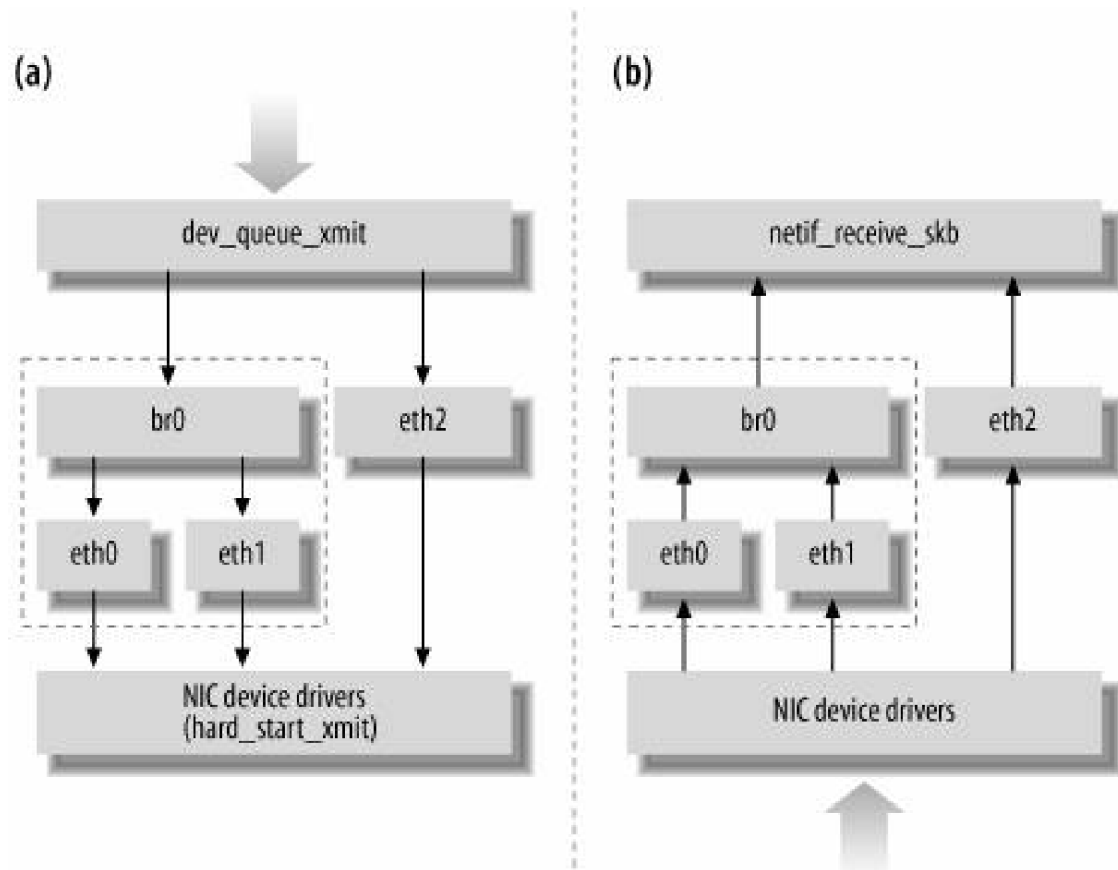 (a)
dev_queue_xmit
br0
eth2
eth0
eth1
NIC device drivers
(hard_start_xmit)
(b)
netif_receive_skb
br0
eth2
eth0
eth1
NIC device drivers